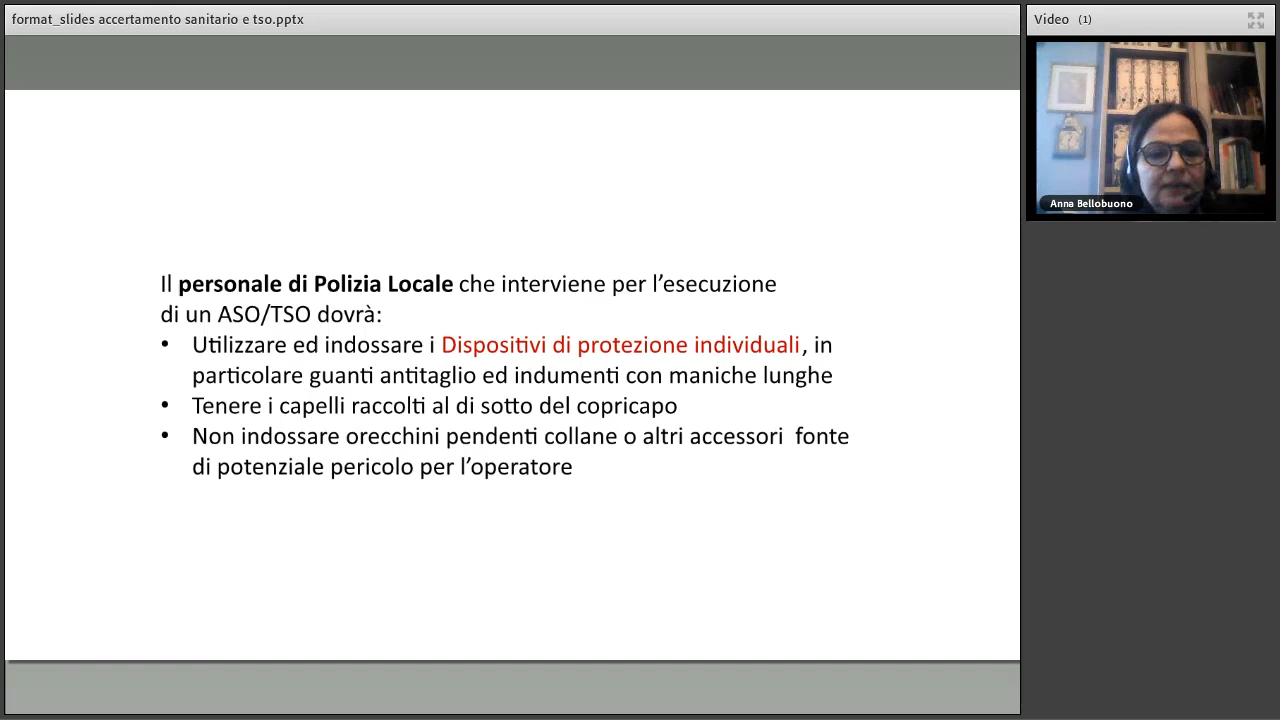 format_slides accertamento sanitario e tso.pptx
Video (1)
Anna Bellobuono
Il personale di Polizia Locale che interviene per l’esecuzione
di un ASO/TSO dovrà:
• Utilizzare ed indossare i Dispositivi di protezione individuali, in
particolare guanti antitaglio ed indumenti con maniche lunghe
• Tenere i capelli raccolti al di sotto del copricapo
• Non indossare orecchini pendenti collane o altri accessori  fonte
di potenziale pericolo per l’operatore